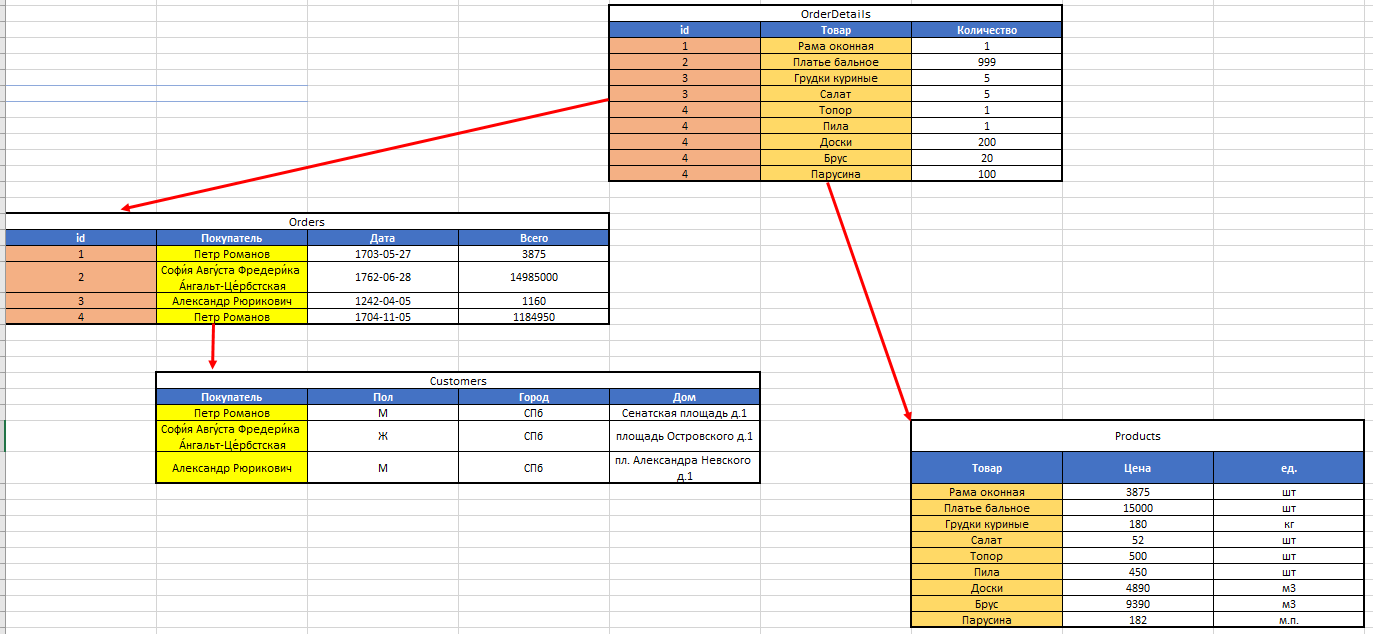 OrderDetails
id Товар Количество
1 Рама оконная 1
2 Платье бальное 999
3 Грудки куриные 5
3 Салат 5
4 Топор 1
4 Пила 1
4 Доски 200
4 Брус 20
4 Парусина 100
Orders
id Покупатель Дата Всего
1 Петр Романов 1703-05-27 3875
2 Софи́я Авгу́ста Фредери́ка
А́нгальт-Це́рбстская 1762-06-28 14985000
3 Александр Рюрикович 1242-04-05 1160
4 Петр Романов 1704-11-05 1184950
Customers
Покупатель Пол Город Дом
Петр Романов М СПб Сенатская площадь д.1
Софи́я Авгу́ста Фредери́ка
А́нгальт-Це́рбстская Ж СПб площадь Островского д.1
Александр Рюрикович М СПб пл. Александра Невского
д.1
Products
Товар Цена ед.
Рама оконная 3875 шт
Платье бальное 15000 шт
Грудки куриные 180 кг
Салат 52 шт
Топор 500 шт
Пила 450 шт
Доски 4890 м3
Брус 9390 м3
Парусина 182 м.п.